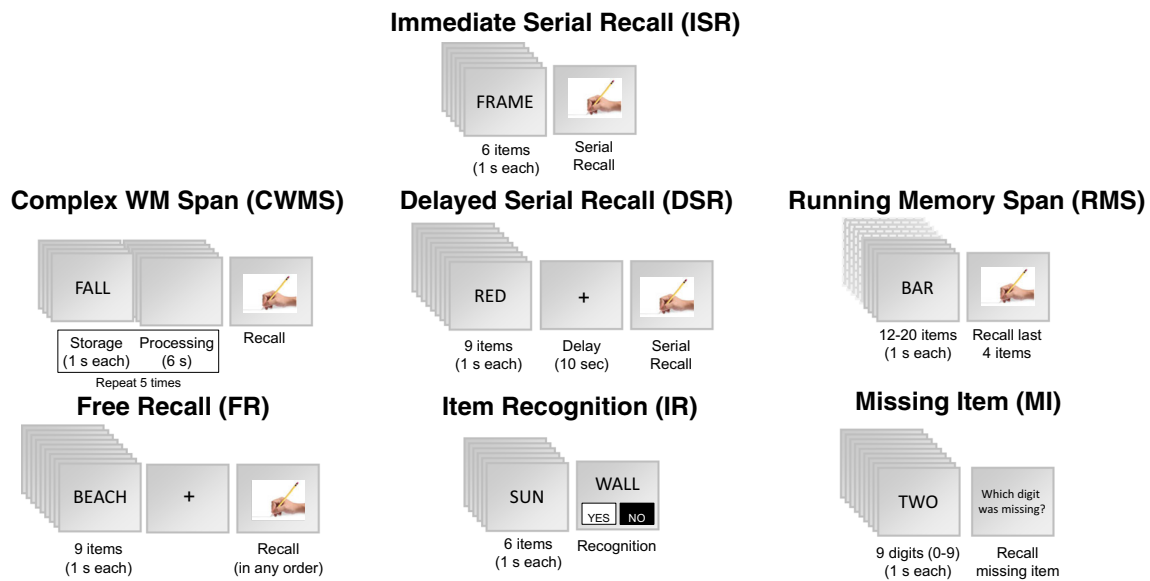 Immediate Serial Recall (ISR)
FRAME
6 items
(1 s each)
Serial
Recall
Complex WM Span (CWMS)
FALL
Storage
(1 s each)
Processing
(6 s)
Repeat 5 times
Recall
Delayed Serial Recall (DSR)
RED
+
9 items
(1 s each)
Delay
(10 sec)
Serial
Recall
Running Memory Span (RMS)
BAR
12-20 items
(1 s each)
Recall last
4 items
Free Recall (FR)
BEACH
+
9 items
(1 s each)
Recall
(in any order)
Item Recognition (IR)
SUN
WALL
YES
NO
6 items
(1 s each)
Recognition
Missing Item (MI)
TWO
Which digit
was missing?
9 digits (0-9)
(1 s each)
Recall
missing item